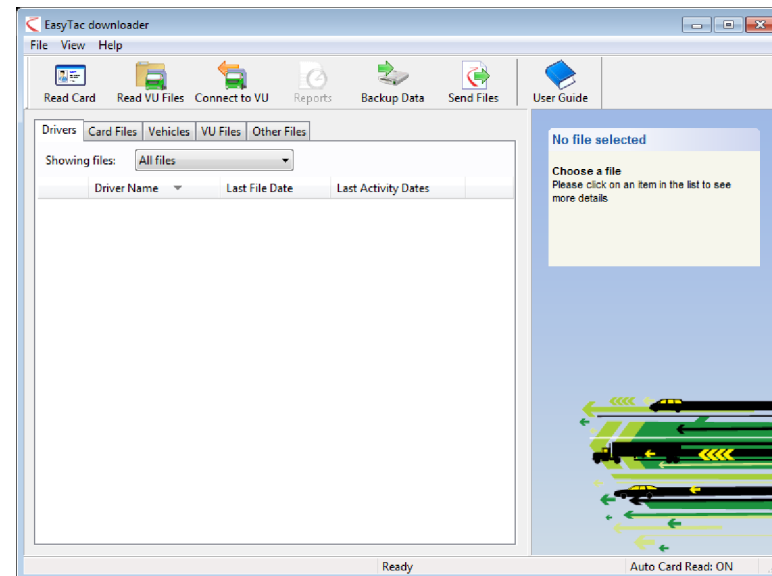 EasyTac downloader
File View Help
Read Card Read VU Files Connect to VU Reports Backup Data Send Files User Guide
Drivers Card Files Vehicles VU Files Other Files
Showing files: All files
Driver Name Last File Date Last Activity Dates
No file selected
Choose a file
Please click on an item in the list to see
more details
Ready Auto Card Read: ON